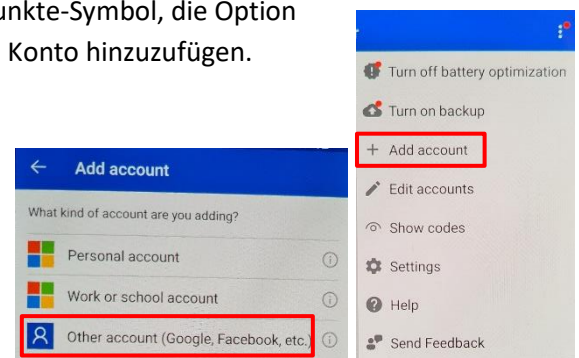 unkte-Symbol, die Option
Konto hinzuzufügen.
Turn off battery optimization
Turn on backup
Add account
Edit accounts
Show codes
Settings
Help
Send Feedback
Add account
What kind of account are you adding?
Personal account
Work or school account
Other account (Google, Facebook, etc.)